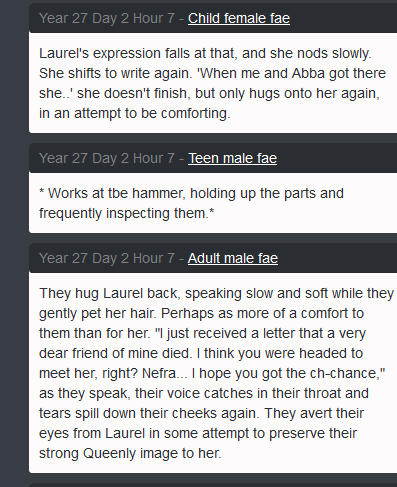 Year 27 Day 2 Hour 7 - Child female fae
Laurel's expression falls at that, and she nods slowly.
She shifts to write again. 'When me and Abba got there
she..' she doesn't finish, but only hugs onto her again,
in an attempt to be comforting.
Year 27 Day 2 Hour 7 - Teen male fae
* Works at tbe hammer, holding up the parts and
frequently inspecting them.*
Year 27 Day 2 Hour 7 - Adult male fae
They hug Laurel back, speaking slow and soft while they
gently pet her hair. Perhaps as more of a comfort to
them than for her. "I just received a letter that a very
dear friend of mine died. I think you were headed to
meet her, right? Nefra... I hope you got the ch-chance,"
as they speak, their voice catches in their throat and
tears spill down their cheeks again. They avert their
eyes from Laurel in some attempt to preserve their
strong Queenly image to her.